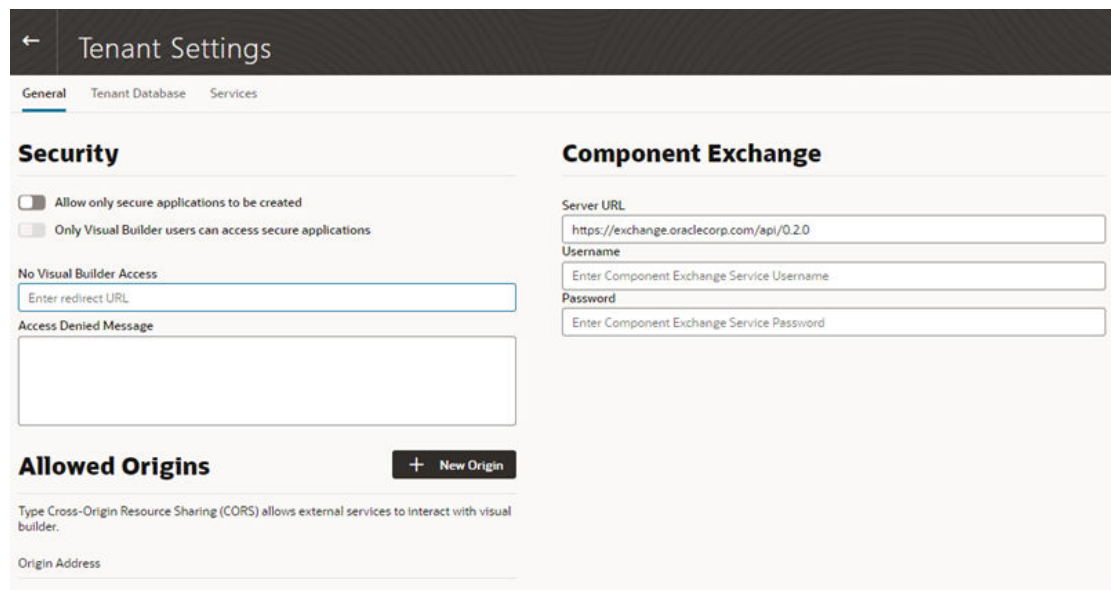 Tenant Settings
General Tenant Database Services
Security
Allow only secure applications to be created
Only Visual Builder users can access secure applications
No Visual Builder Access
Enter redirect URL
Access Denied Message
Allowed Origins
+ New Origin
Type Cross-Origin Resource Sharing (CORS) allows external services to interact with visual
builder.
Origin Address
Component Exchange
Server URL
https://exchange.oraclecorp.com/api/0.2.0
Username
Enter Component Exchange Service Username
Password
Enter Component Exchange Service Password